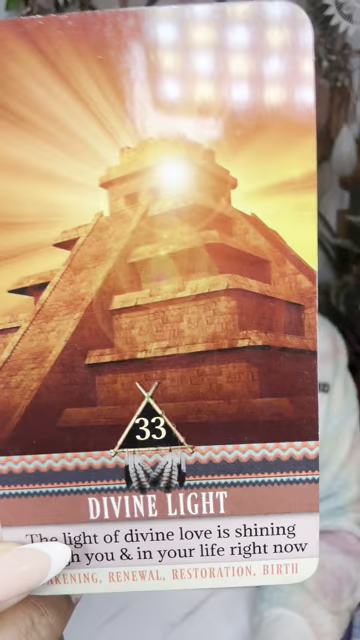 33
DIVINE LIGHT
The light of divine love is shining
you & in your life right now
RENEWAL, RESTORATION, BIRTH